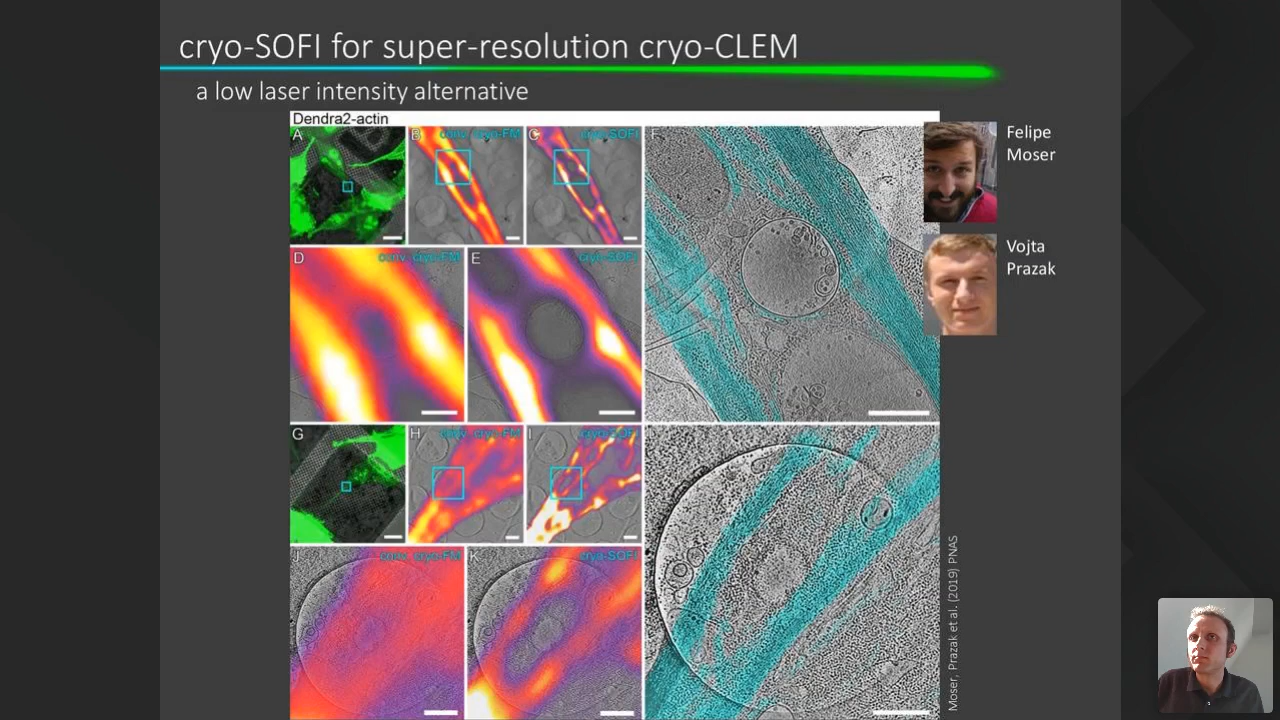 cryo-SOFI for super-resolution cryo-CLEM
a low laser intensity alternative
Dendra2-actin
A
B conv. cryo-FM
C cryo-SOFI
F
D conv. cryo-FM
E cryo-SOFI
G
H conv. cryo-FM
I cryo-SOFI
J conv. cryo-FM
K cryo-SOFI
Felipe
Moser
Vojta
Prazak
Moser, Prazak et al. (2019) PNAS